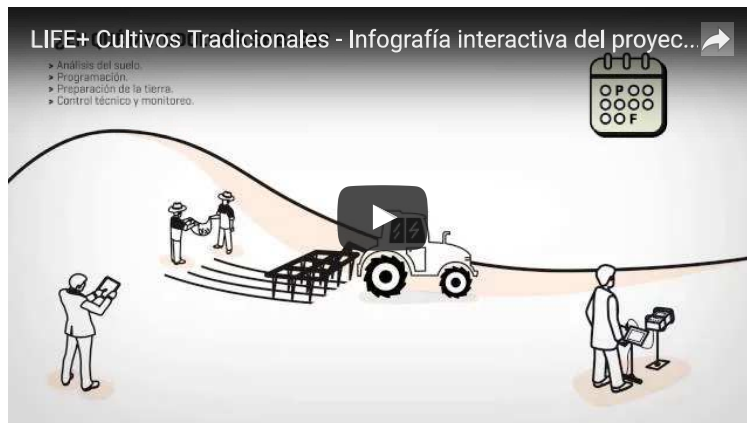 LIFE+ Cultivos Tradicionales - Infografía interactiva del proyec...
» Análisis del suelo.
» Programación.
» Preparación de la tierra.
» Control técnico y monitoreo.
P
F